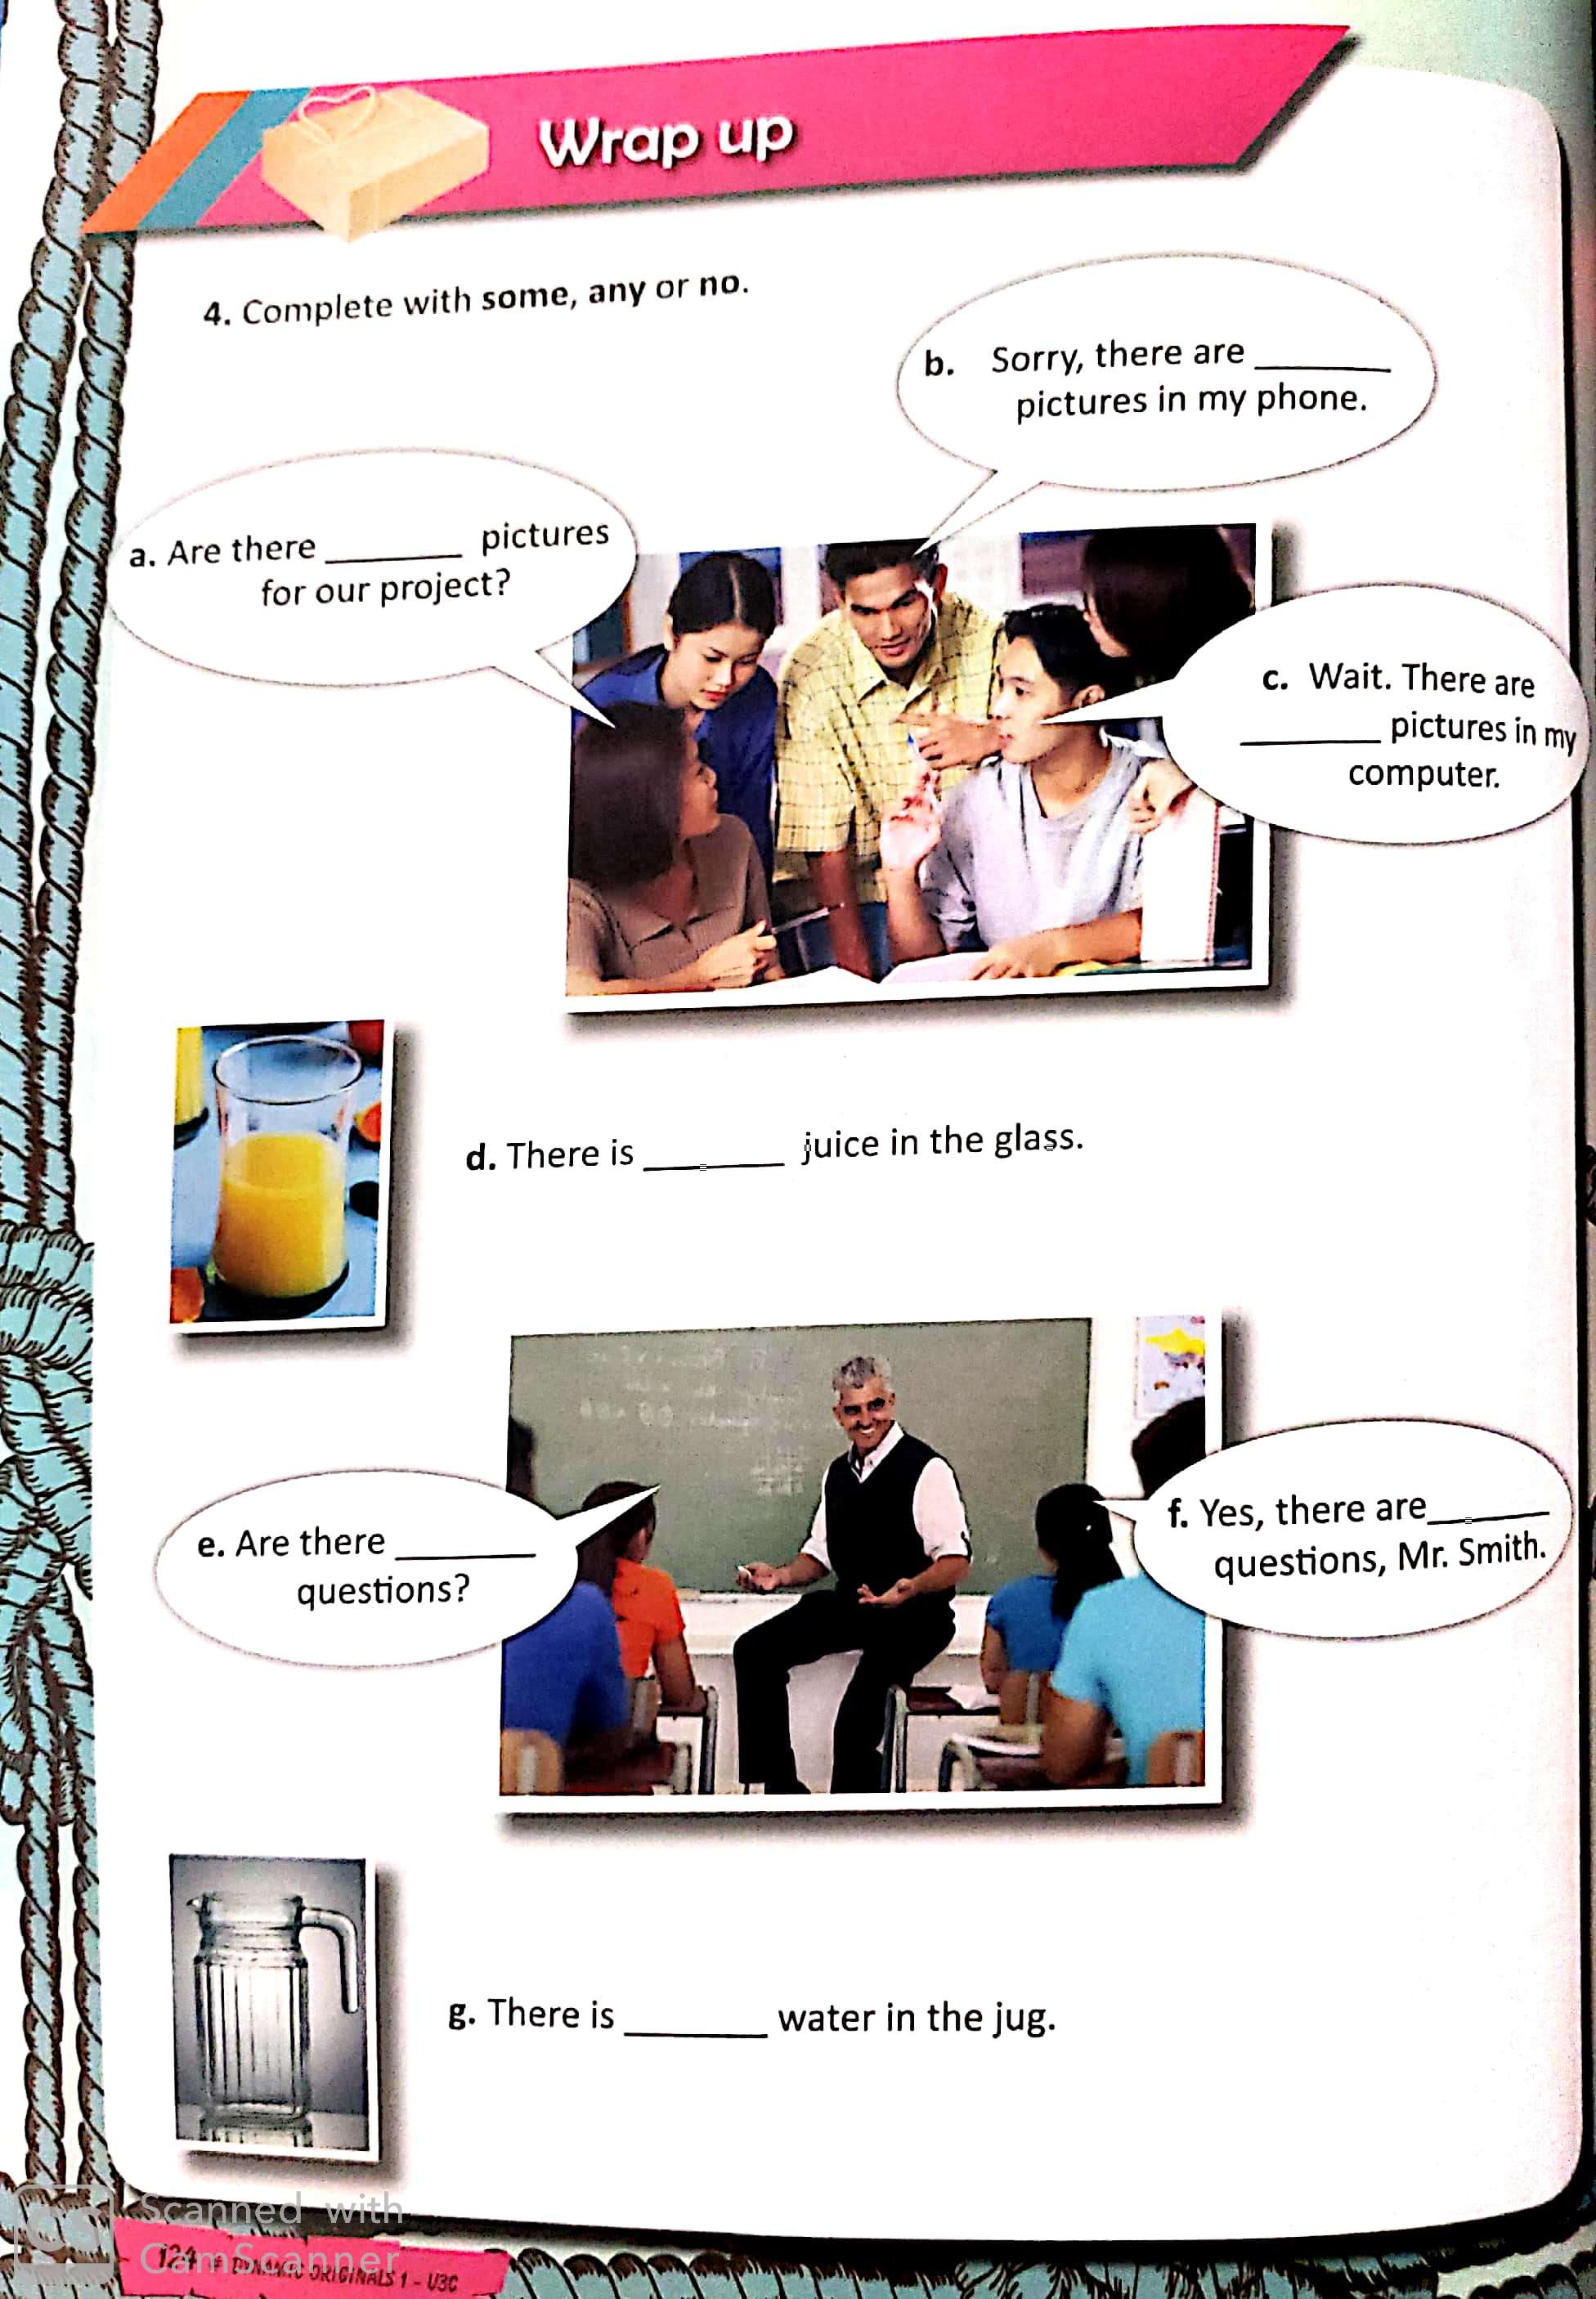 Wrap up
4. Complete with some, any or no.
b. Sorry, there are ________
pictures in my phone.
a. Are there ________ pictures
for our project?
c. Wait. There are
________ pictures in my
computer.
d. There is ________ juice in the glass.
e. Are there ________
questions?
f. Yes, there are________
questions, Mr. Smith.
g. There is ________ water in the jug.
Scanned with
CamScanner
124 DYNAMIC ORIGINALS 1 - U3C